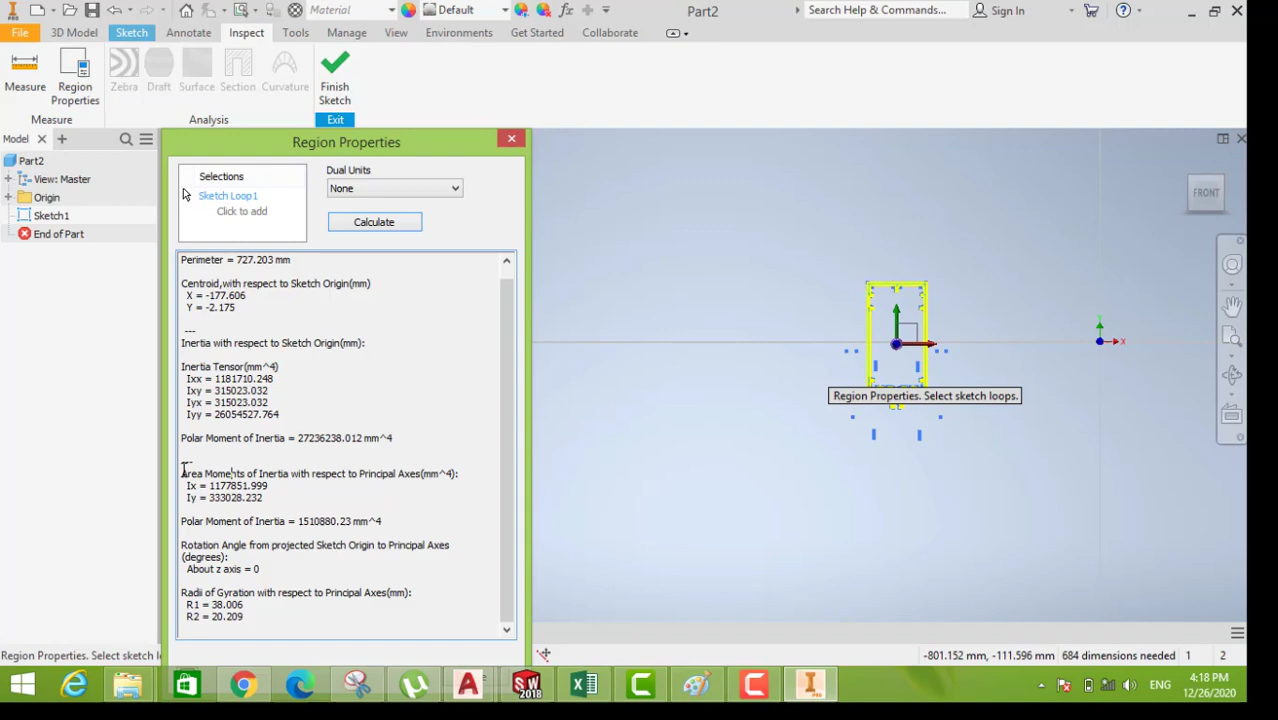 PRO
Material
Default
fx
Part2
Search Help & Commands...
Sign In
File
3D Model
Sketch
Annotate
Inspect
Tools
Manage
View
Environments
Get Started
Collaborate
Measure
Region
Properties
Zebra
Draft
Surface
Section
Curvature
Finish
Sketch
Measure
Analysis
Exit
Model
Part2
View: Master
Origin
Sketch1
End of Part
Region Properties
Selections
Sketch Loop1
Click to add
Dual Units
None
Calculate
Perimeter = 727.203 mm
Centroid,with respect to Sketch Origin(mm)
X = -177.606
Y = -2.175
---
Inertia with respect to Sketch Origin(mm):
Inertia Tensor(mm^4)
Ixx = 1181710.248
Ixy = 315023.032
Iyx = 315023.032
Iyy = 26054527.764
Polar Moment of Inertia = 27236238.012 mm^4
---
Area Moments of Inertia with respect to Principal Axes(mm^4):
Ix = 1177851.999
Iy = 333028.232
Polar Moment of Inertia = 1510880.23 mm^4
Rotation Angle from projected Sketch Origin to Principal Axes
(degrees):
About z axis = 0
Radii of Gyration with respect to Principal Axes(mm):
R1 = 38.006
R2 = 20.209
FRONT
Y
X
Region Properties. Select sketch loops.
Region Properties. Select sketch lo
-801.152 mm, -111.596 mm
684 dimensions needed
1
2
2018
PRO
ENG
4:18 PM
12/26/2020